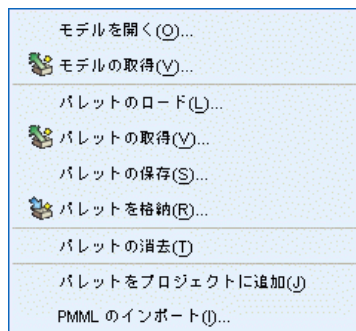 モデルを開く(O)...
モデルの取得(V)...
パレットのロード(L)...
パレットの取得(V)...
パレットの保存(S)...
パレットを格納(R)...
パレットの消去(T)
パレットをプロジェクトに追加(J)
PMML のインポート(I)...